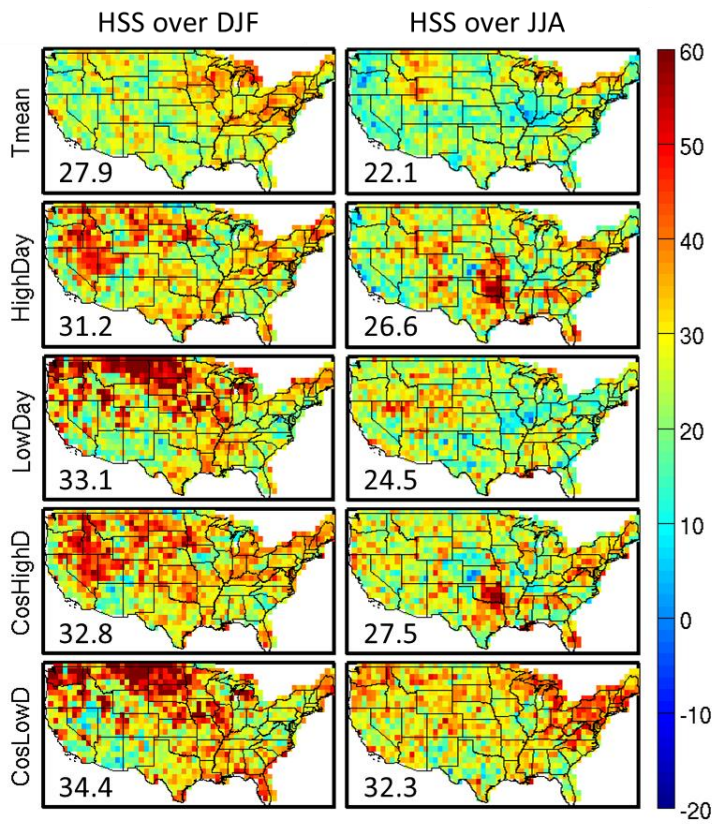 HSS over DJF HSS over JJA
Tmean 27.9 22.1
HighDay 31.2 26.6
LowDay 33.1 24.5
CosHighD 32.8 27.5
CosLowD 34.4 32.3
60
50
40
30
20
10
0
-10
-20